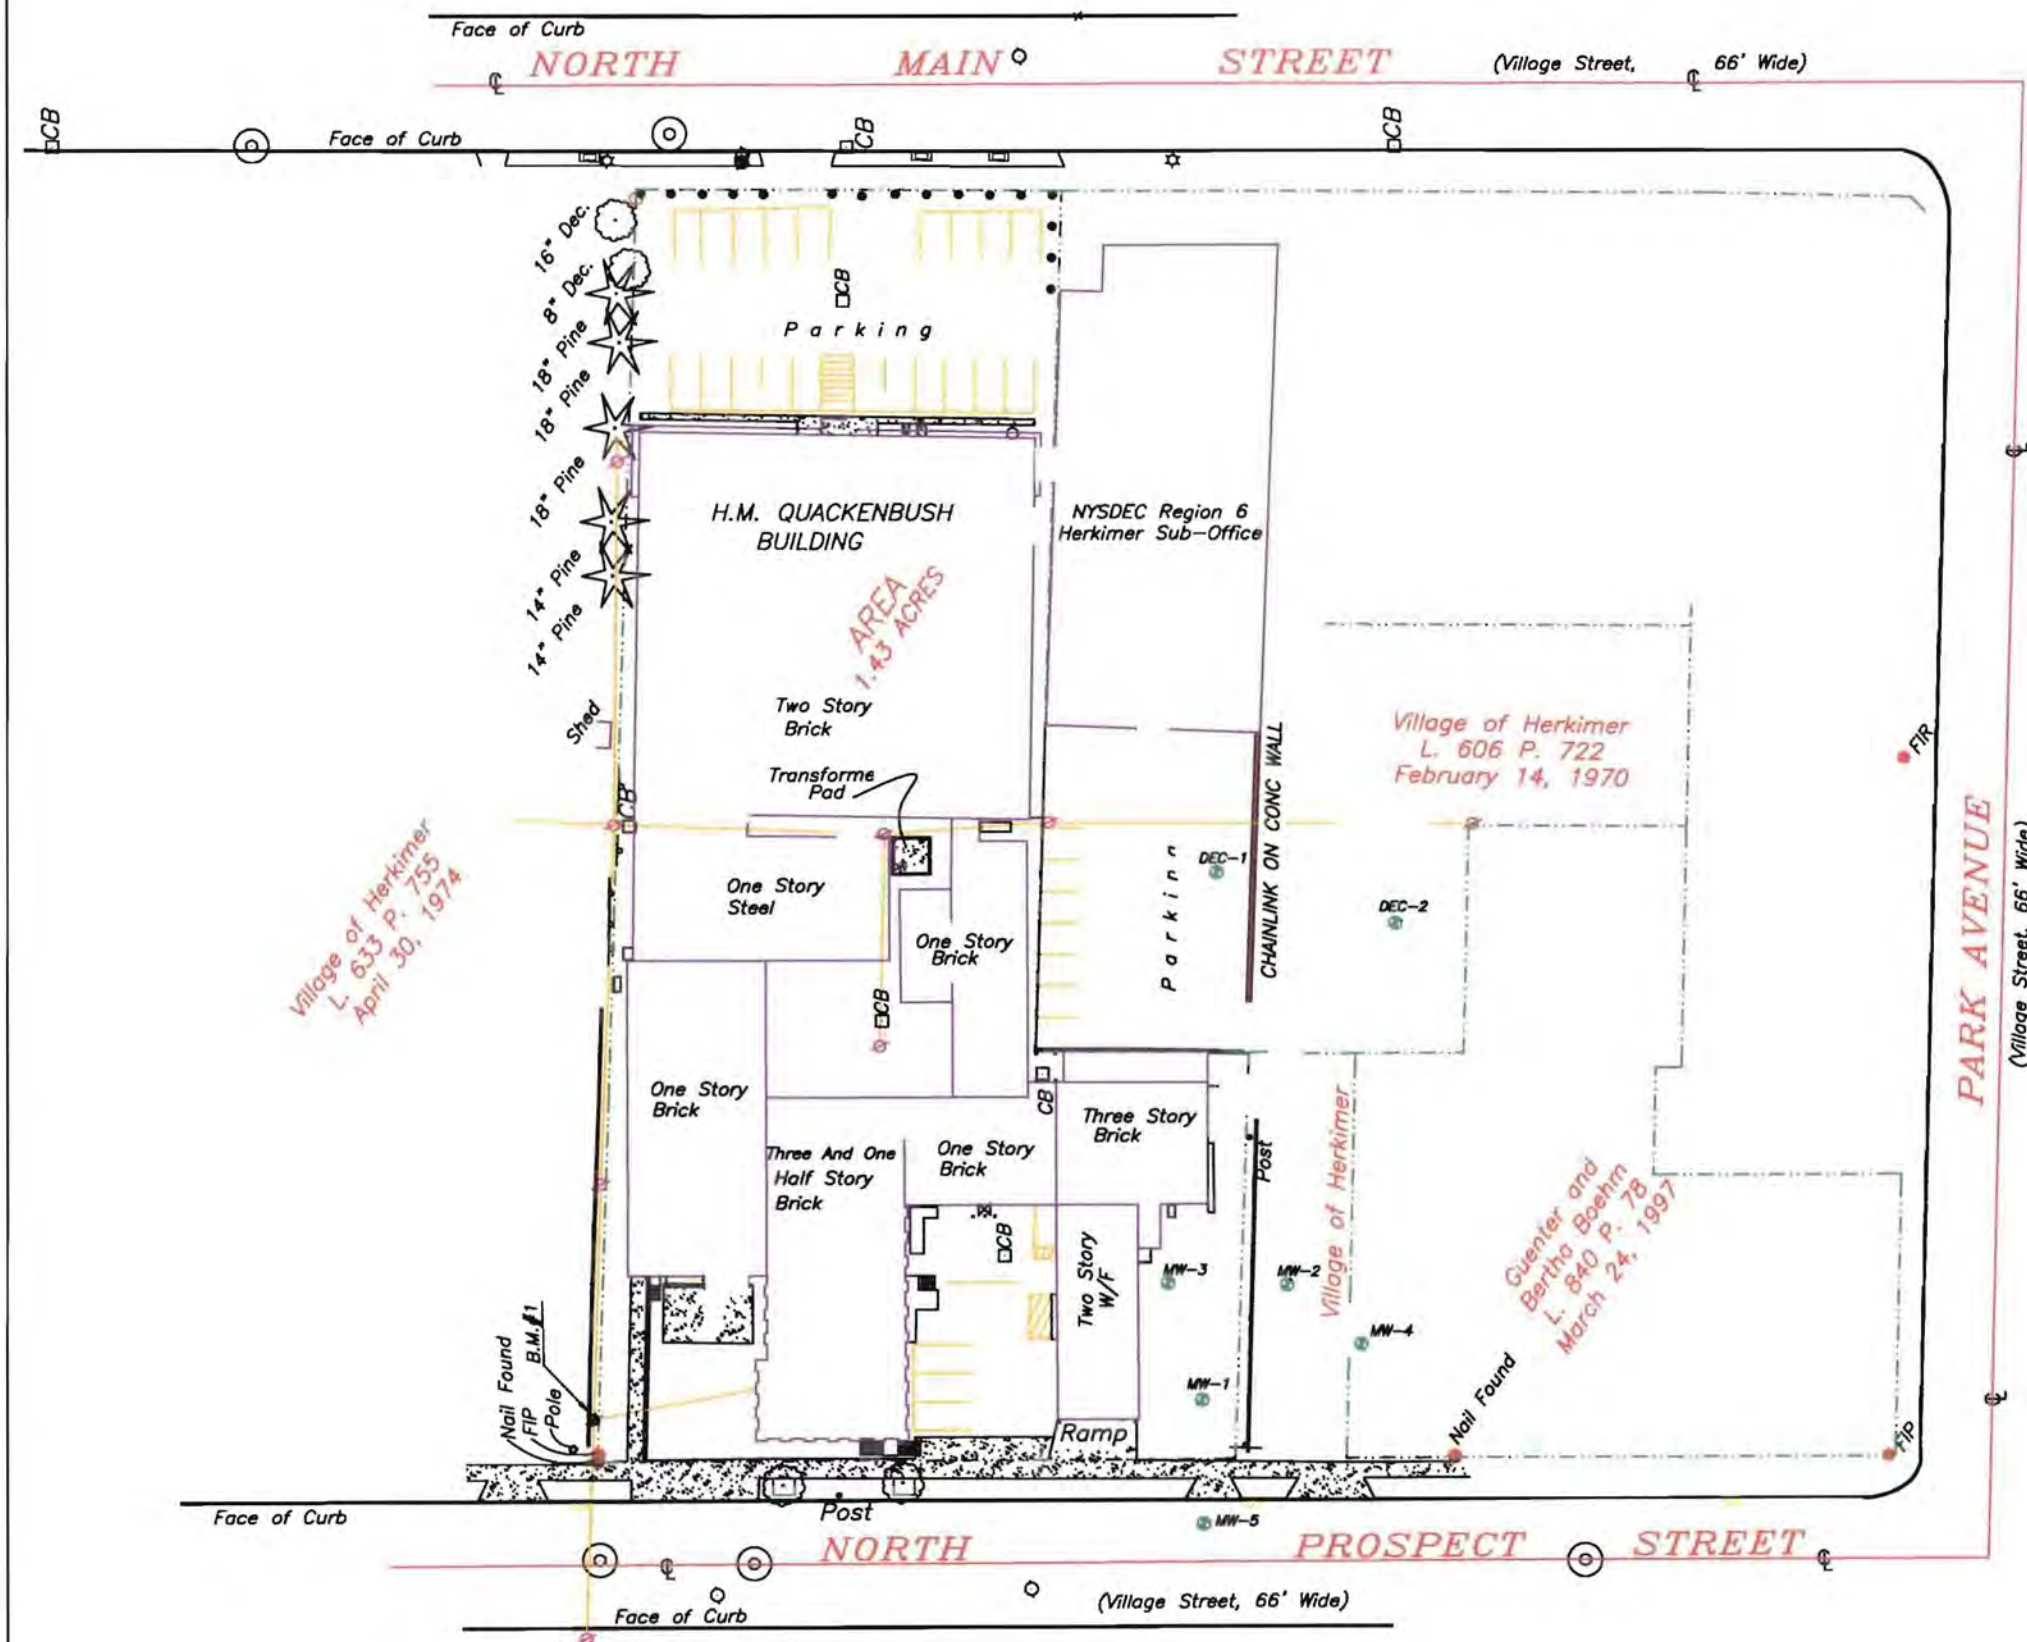 Face of Curb
NORTH MAIN STREET
(Village Street, 66' Wide)
CB
Face of Curb
CB
CB
16" Dec.
8" Dec.
18" Pine
18" Pine
18" Pine
14" Pine
14" Pine
CB
Parking
H.M. QUACKENBUSH
BUILDING
NYSDEC Region 6
Herkimer Sub-Office
AREA
1.43 ACRES
Two Story
Brick
Shed
Transforme
Pad
CB
Village of Herkimer
L. 606 P. 722
February 14, 1970
FIR
CHAINLINK ON CONC WALL
PARK AVENUE
(Village Street, 66' Wide)
Village of Herkimer
L. 633 P. 755
April 30, 1974
One Story
Steel
One Story
Brick
Parkinn
DEC-1
DEC-2
CB
One Story
Brick
CB
Three Story
Brick
Three And One
Half Story
Brick
One Story
Brick
Post
Village of Herkimer
Guenter and
Bertha Boehm
L. 840 P. 78
March 24, 1997
CB
Two Story
W/F
MW-3
MW-2
MW-4
MW-1
Nail Found
FIP
Pole
B.M.#1
Ramp
Nail Found
FIP
Face of Curb
Post
MW-5
NORTH PROSPECT STREET
(Village Street, 66' Wide)
Face of Curb